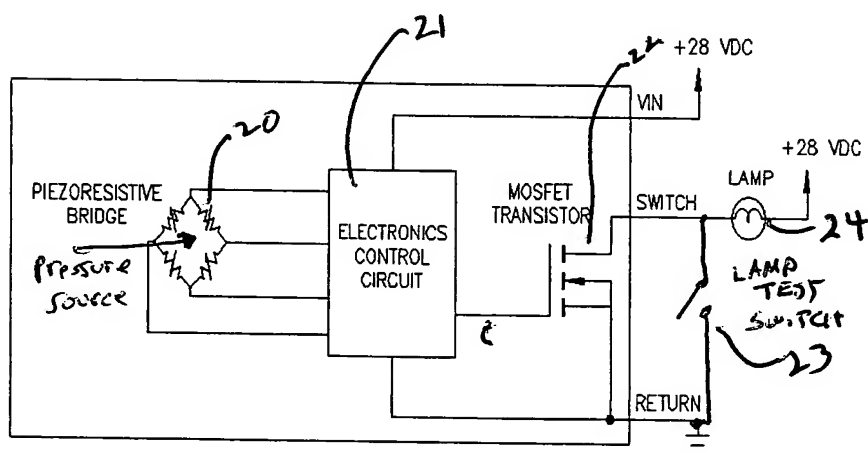 21
22
+28 VDC
20
VIN
+28 VDC
PIEZORESISTIVE
BRIDGE
MOSFET
TRANSISTOR
SWITCH
LAMP
24
ELECTRONICS
CONTROL
CIRCUIT
Pressure
Source
LAMP
TEST
SWITCH
23
RETURN